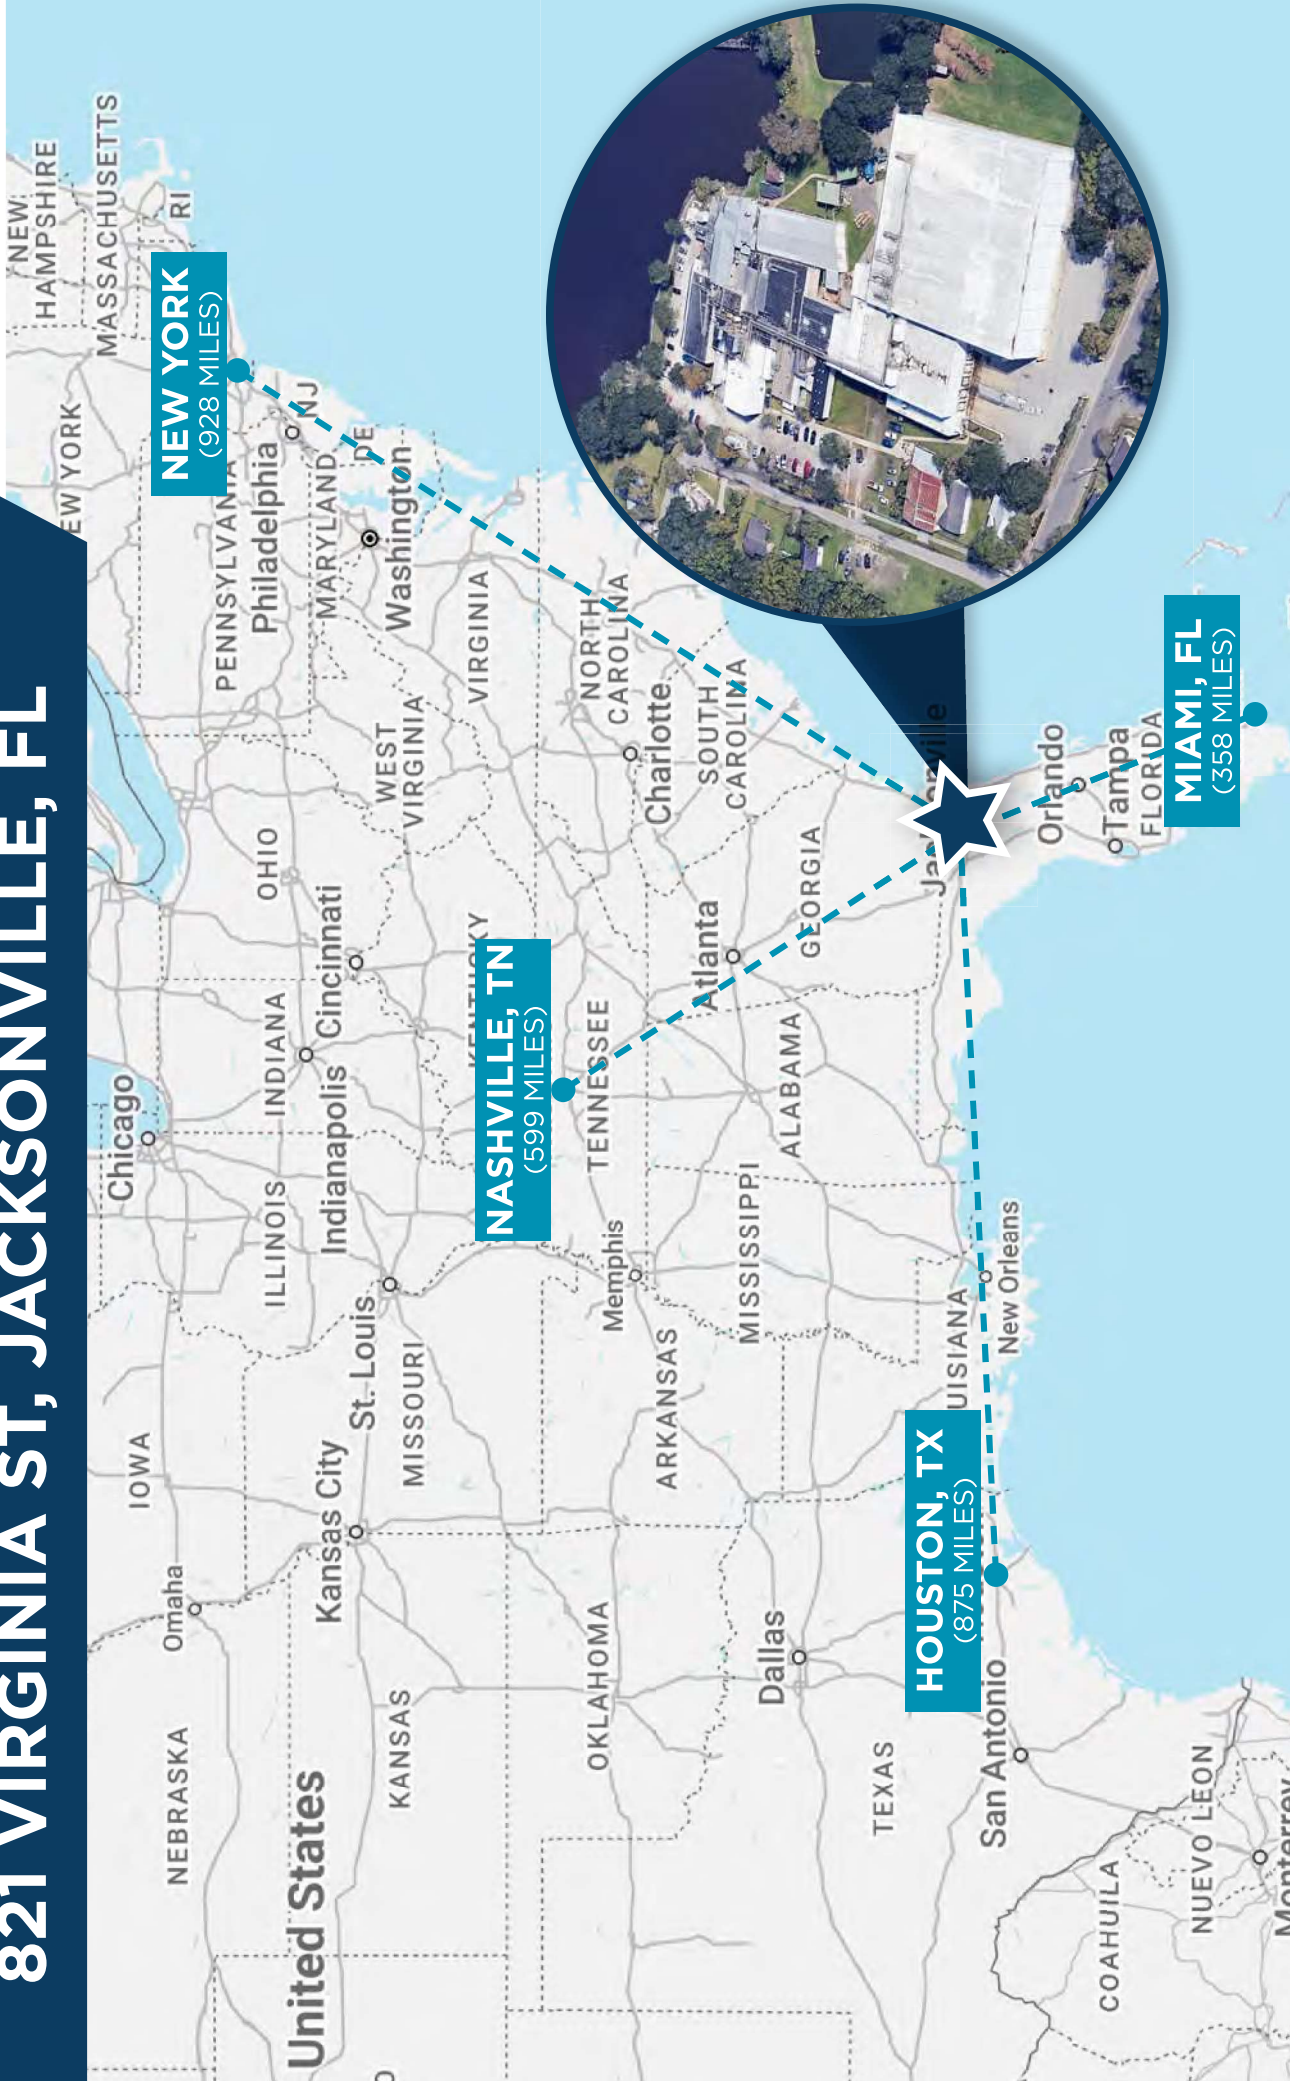 821 VIRGINIA ST, JACKSONVILLE, FL
NEW
HAMPSHIRE
MASSACHUSETTS
RI
EW YORK
NEW YORK
(928 MILES)
PENNSYLVANIA
Philadelphia
NJ
MARYLAND
DE
Washington
Chicago
IOWA
Omaha
NEBRASKA
OHIO
INDIANA
ILLINOIS
Cincinnati
Indianapolis
St. Louis
Kansas City
MISSOURI
KANSAS
United States
WEST
VIRGINIA
VIRGINIA
KENTUCKY
NASHVILLE, TN
(599 MILES)
NORTH
CAROLINA
TENNESSEE
Memphis
Charlotte
SOUTH
CAROLINA
ARKANSAS
OKLAHOMA
Atlanta
GEORGIA
ALABAMA
MISSISSIPPI
Dallas
TEXAS
HOUSTON, TX
(875 MILES)
UISIANA
New Orleans
San Antonio
Orlando
Tampa
FLORIDA
MIAMI, FL
(358 MILES)
COAHUILA
NUEVO LEON
Monterrey